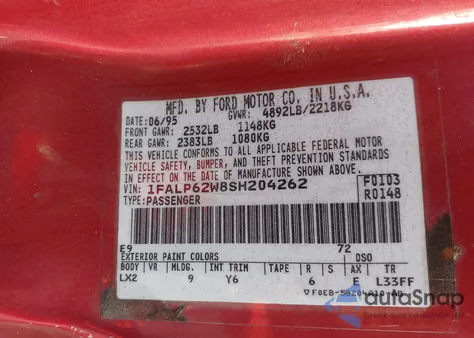 MFD. BY FORD MOTOR CO. IN U.S.A.
DATE: 06/95 GVWR: 4892LB/2218KG
FRONT GAWR: 2532LB 1148KG
REAR GAWR: 2383LB 1080KG
THIS VEHICLE CONFORMS TO ALL APPLICABLE FEDERAL MOTOR
VEHICLE SAFETY, BUMPER, AND THEFT PREVENTION STANDARDS
IN EFFECT ON THE DATE OF MANUFACTURE SHOWN ABOVE.
VIN: 1FALP62W8SH204262 F0103
TYPE: PASSENGER R0148
E9 72
EXTERIOR PAINT COLORS DSO
BODY VR MLDG. INT TRIM TAPE R S AX TR
LX2 9 Y6 6 E L33FF
autoSnap